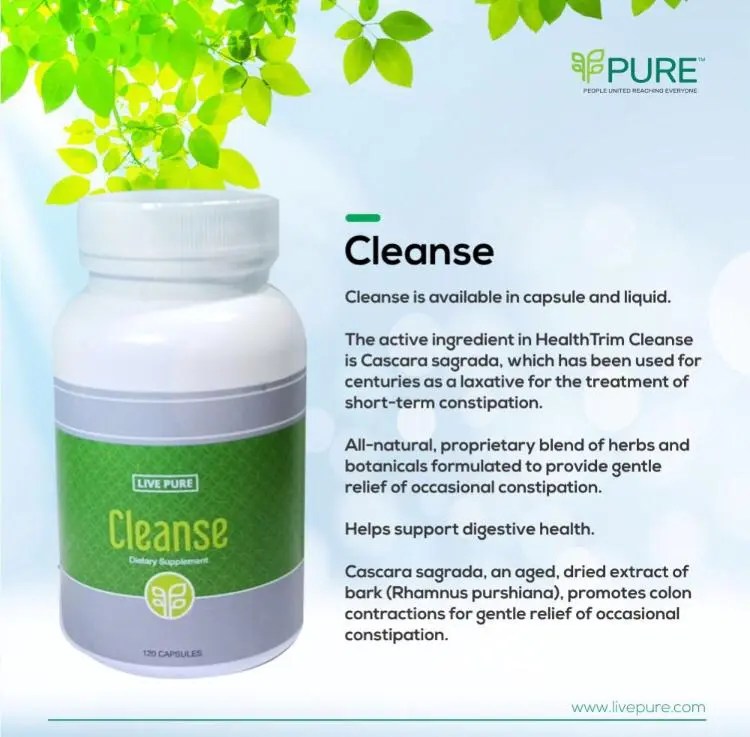 PURE™
PEOPLE UNITED REACHING EVERYONE
Cleanse
Cleanse is available in capsule and liquid.
The active ingredient in HealthTrim Cleanse
is Cascara sagrada, which has been used for
centuries as a laxative for the treatment of
short-term constipation.
All-natural, proprietary blend of herbs and
botanicals formulated to provide gentle
relief of occasional constipation.
Helps support digestive health.
Cascara sagrada, an aged, dried extract of
bark (Rhamnus purshiana), promotes colon
contractions for gentle relief of occasional
constipation.
LIVE PURE
Cleanse
Dietary Supplement
120 CAPSULES
www.livepure.com